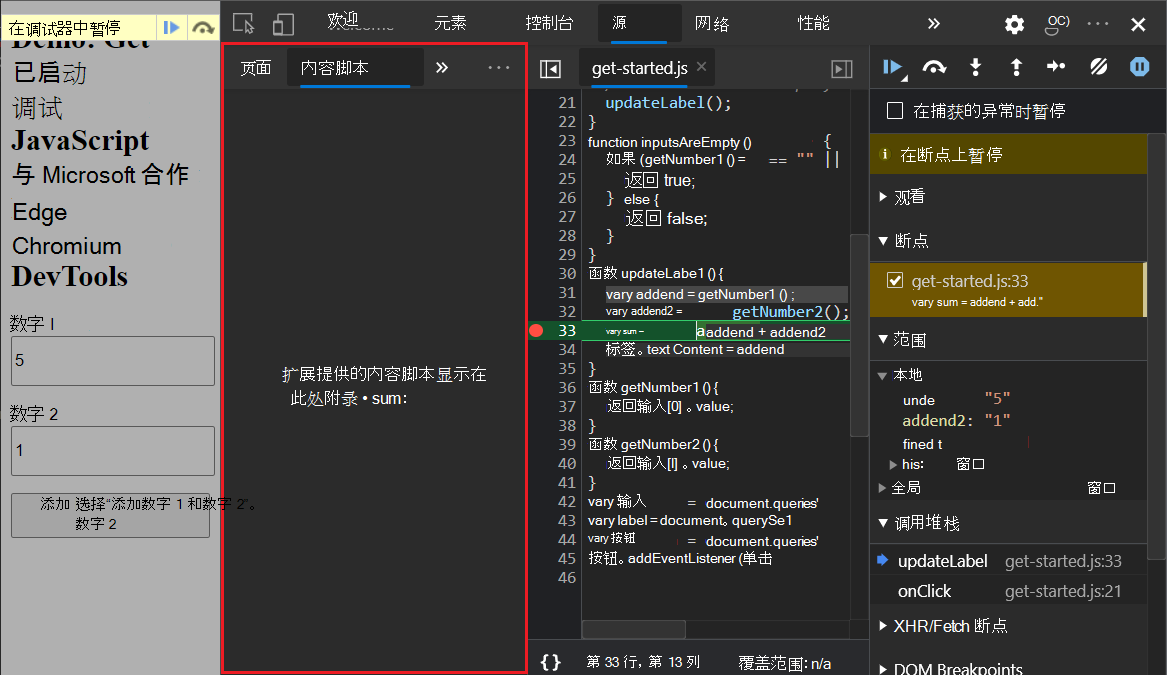 在调试器中暂停
Demo: Get
已启动
调试
JavaScript
与 Microsoft 合作
Edge
Chromium
DevTools
数字 I
5
数字 2
1
添加 选择“添加数字 1 和数字 2”。
数字 2
欢迎 Welcome 元素 控制台 源 网络 性能
页面 内容脚本
扩展提供的内容脚本显示在
此处附录 • sum:
get-started.js
21 updateLabel();
22 }
23 function inputsAreEmpty () {
24 如果 (getNumber1 () = == "" ||
25 返回 true;
26 } else {
27 返回 false;
28 }
29 }
30 函数 updateLabe1 () {
31 vary addend = getNumber1 () ;
32 vary addend2 = getNumber2();
33 vary sum = aaddend + addend2
34 标签。text Content = addend
35 }
36 函数 getNumber1 () {
37 返回输入[0] 。value;
38 }
39 函数 getNumber2 () {
40 返回输入[l] 。value;
41 }
42 vary 输入 = document.queries'
43 vary label = document。querySe1
44 vary 按钮 = document.queries'
45 按钮。addEventListener (单击
46
{} 第 33 行，第 13 列 覆盖范围: n/a
在捕获的异常时暂停
在断点上暂停
观看
断点
get-started.js:33
vary sum = addend + add."
范围
本地
unde "5"
addend2: "1"
fined t
his: 窗口
全局 窗口
调用堆栈
updateLabel get-started.js:33
onClick get-started.js:21
XHR/Fetch 断点
DOM Breakpoints